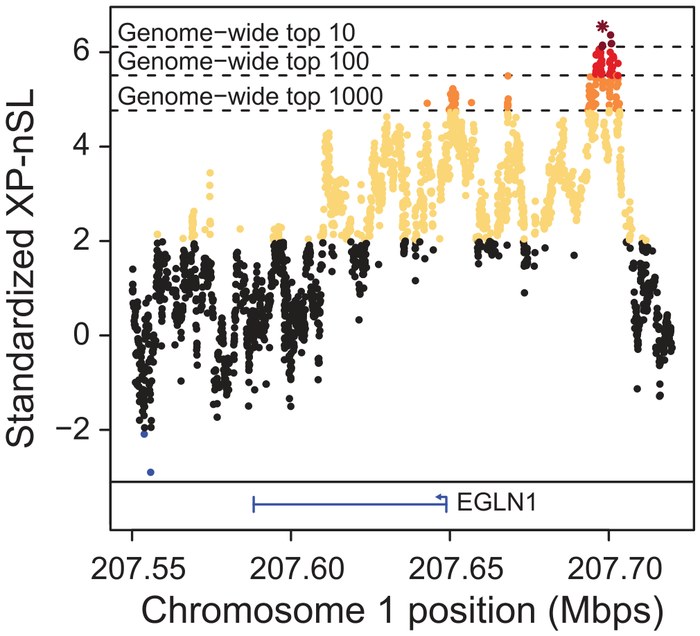 Genome−wide top 10
Genome−wide top 100
Genome−wide top 1000
Standardized XP-nSL
6
4
2
0
−2
EGLN1
207.55 207.60 207.65 207.70
Chromosome 1 position (Mbps)